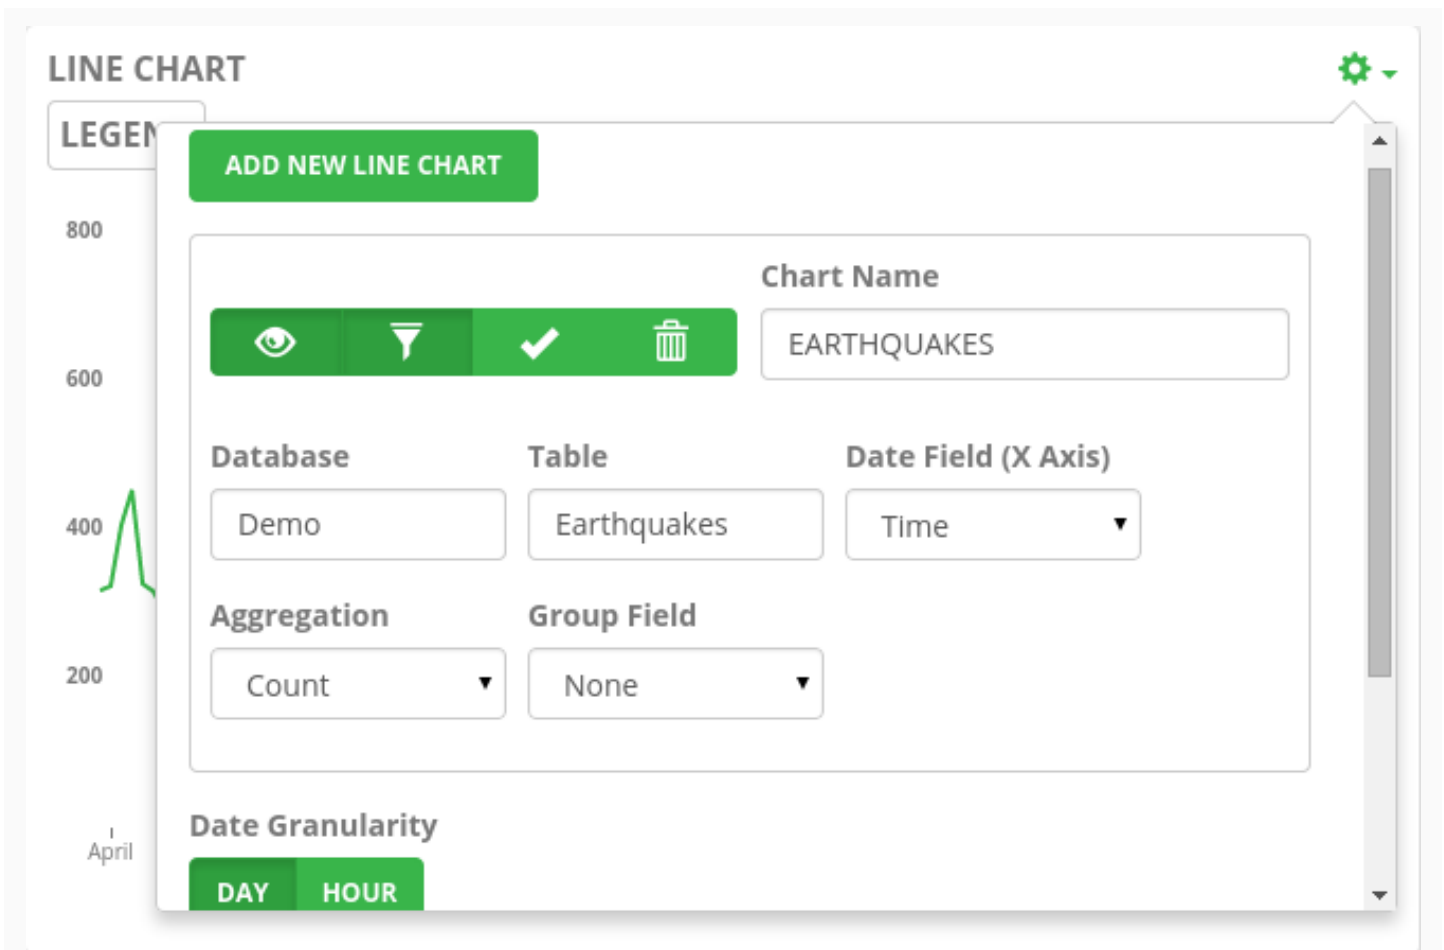 LINE CHART
LEGEN
ADD NEW LINE CHART
Chart Name
EARTHQUAKES
Database
Table
Date Field (X Axis)
Demo
Earthquakes
Time
Aggregation
Group Field
Count
None
Date Granularity
DAY
HOUR
800
600
400
200
April